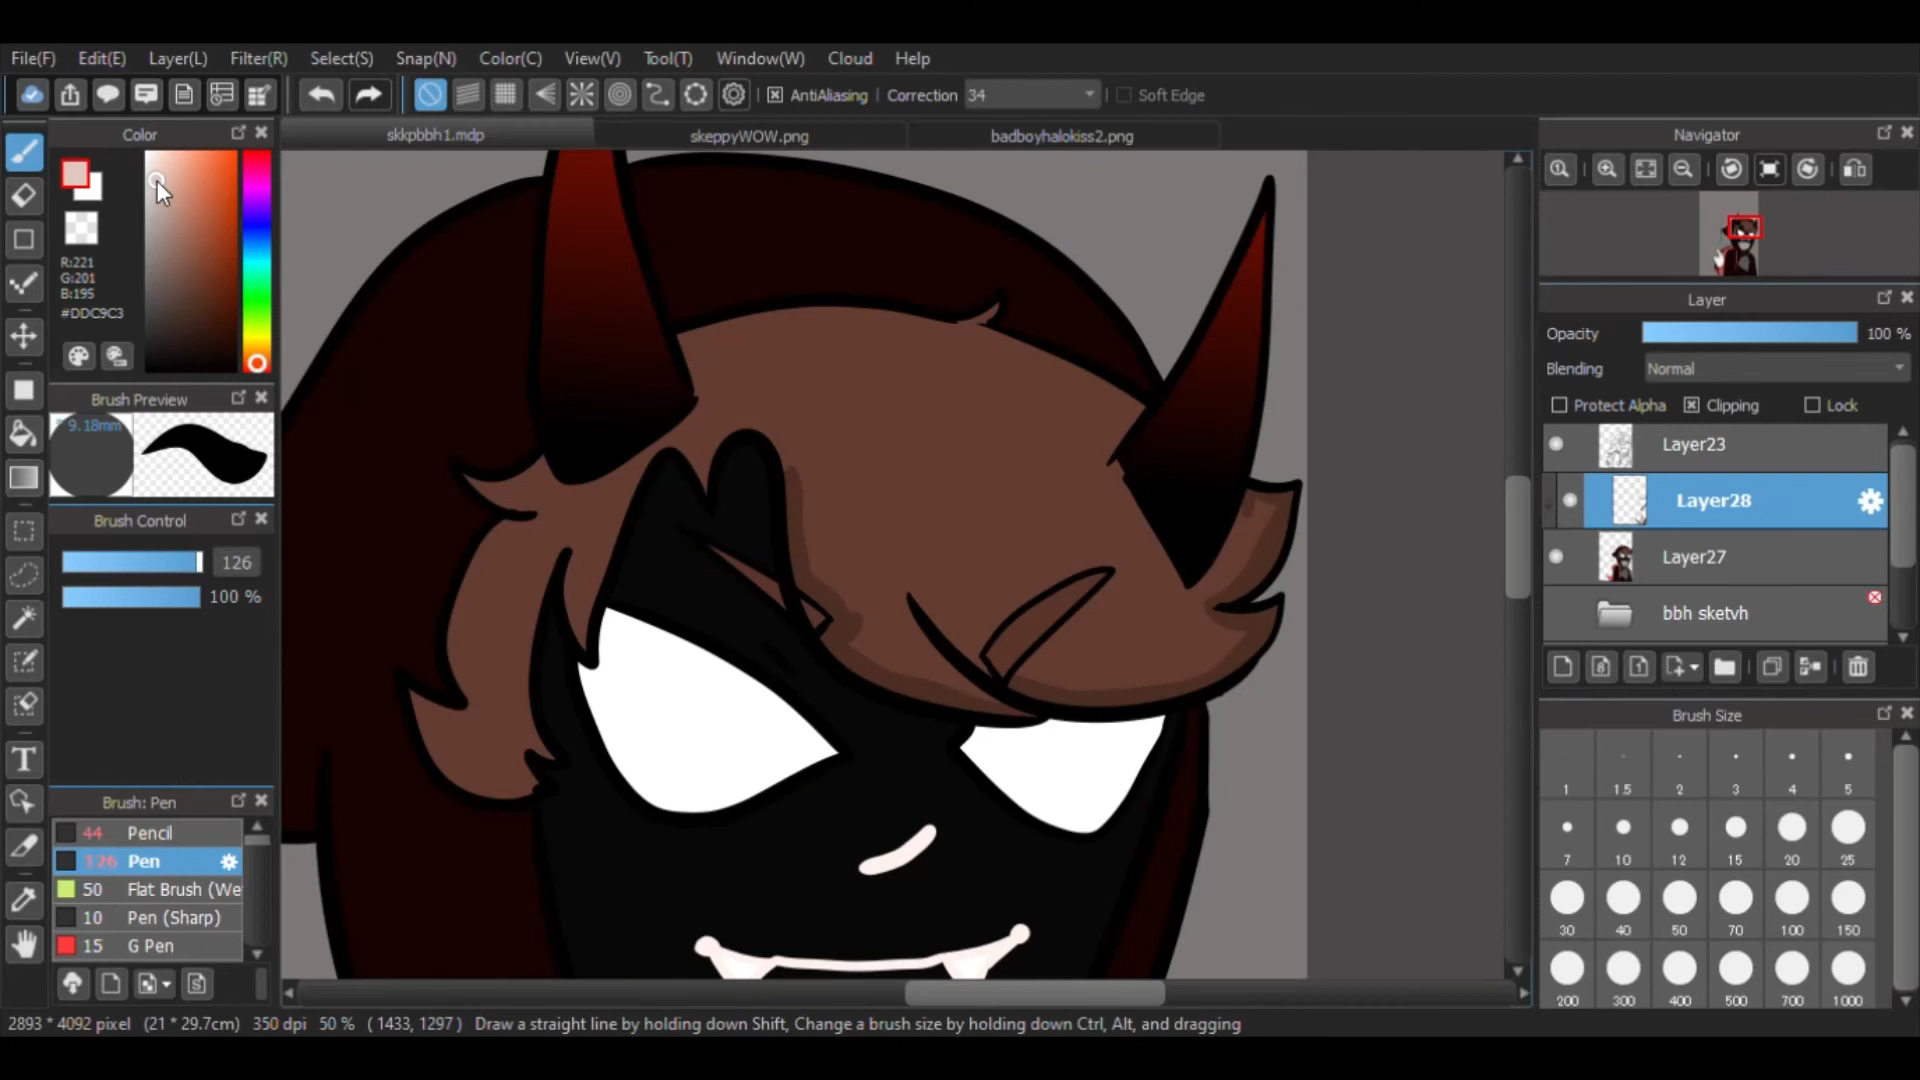 File(F) Edit(E) Layer(L) Filter(R) Select(S) Snap(N) Color(C) View(V) Tool(T) Window(W) Cloud Help
AntiAliasing Correction 34 Soft Edge
Color
skkpbbh1.mdp skeppyWOW.png badboyhalokiss2.png
R:221
G:201
B:195
#DDC9C3
Brush Preview
9.18mm
Brush Control
126
100 %
Brush: Pen
44 Pencil
126 Pen
50 Flat Brush (We
10 Pen (Sharp)
15 G Pen
Navigator
Layer
Opacity 100 %
Blending Normal
Protect Alpha Clipping Lock
Layer23
Layer28
Layer27
bbh sketvh
Brush Size
1 1.5 2 3 4 5
7 10 12 15 20 25
30 40 50 70 100 150
200 300 400 500 700 1000
2893 * 4092 pixel (21 * 29.7cm) 350 dpi 50 % ( 1433, 1297 ) Draw a straight line by holding down Shift, Change a brush size by holding down Ctrl, Alt, and dragging